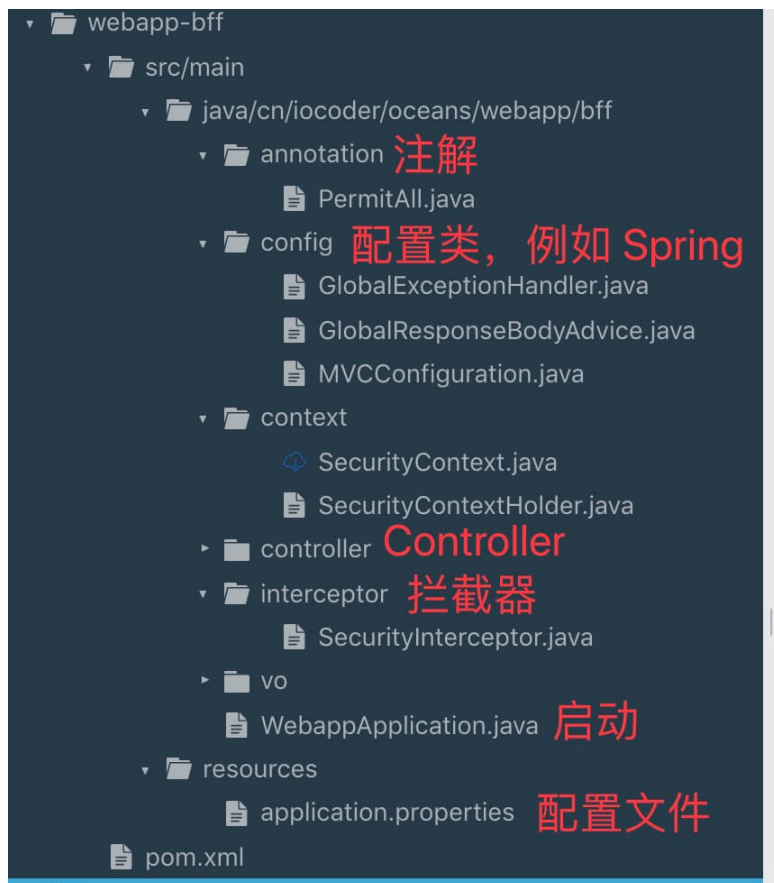 webapp-bff
src/main
java/cn/iocoder/oceans/webapp/bff
annotation 注解
PermitAll.java
config 配置类，例如 Spring
GlobalExceptionHandler.java
GlobalResponseBodyAdvice.java
MVCConfiguration.java
context
SecurityContext.java
SecurityContextHolder.java
controller Controller
interceptor 拦截器
SecurityInterceptor.java
vo
WebappApplication.java 启动
resources
application.properties 配置文件
pom.xml